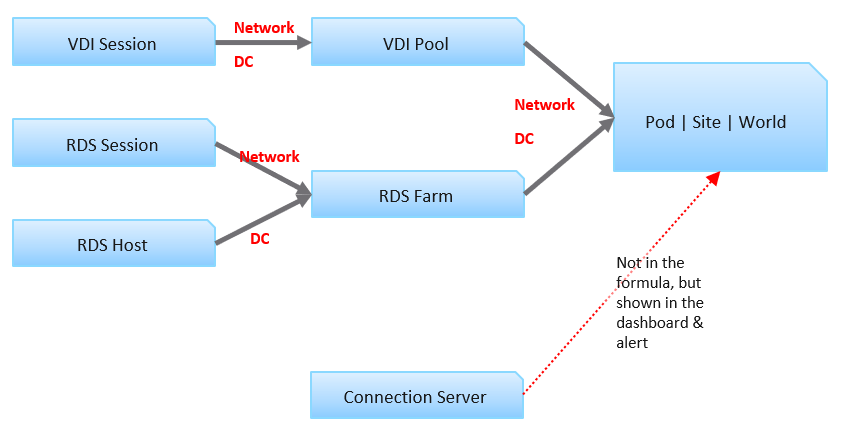 VDI Session
Network
DC
VDI Pool
Network
DC
Pod | Site | World
RDS Session
Network
RDS Farm
RDS Host
DC
Not in the
formula, but
shown in the
dashboard &
alert
Connection Server